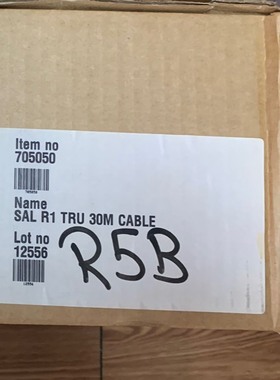 Item no
705050
Name
SAL R1 TRU 30M CABLE
Lot no
12556
R5B